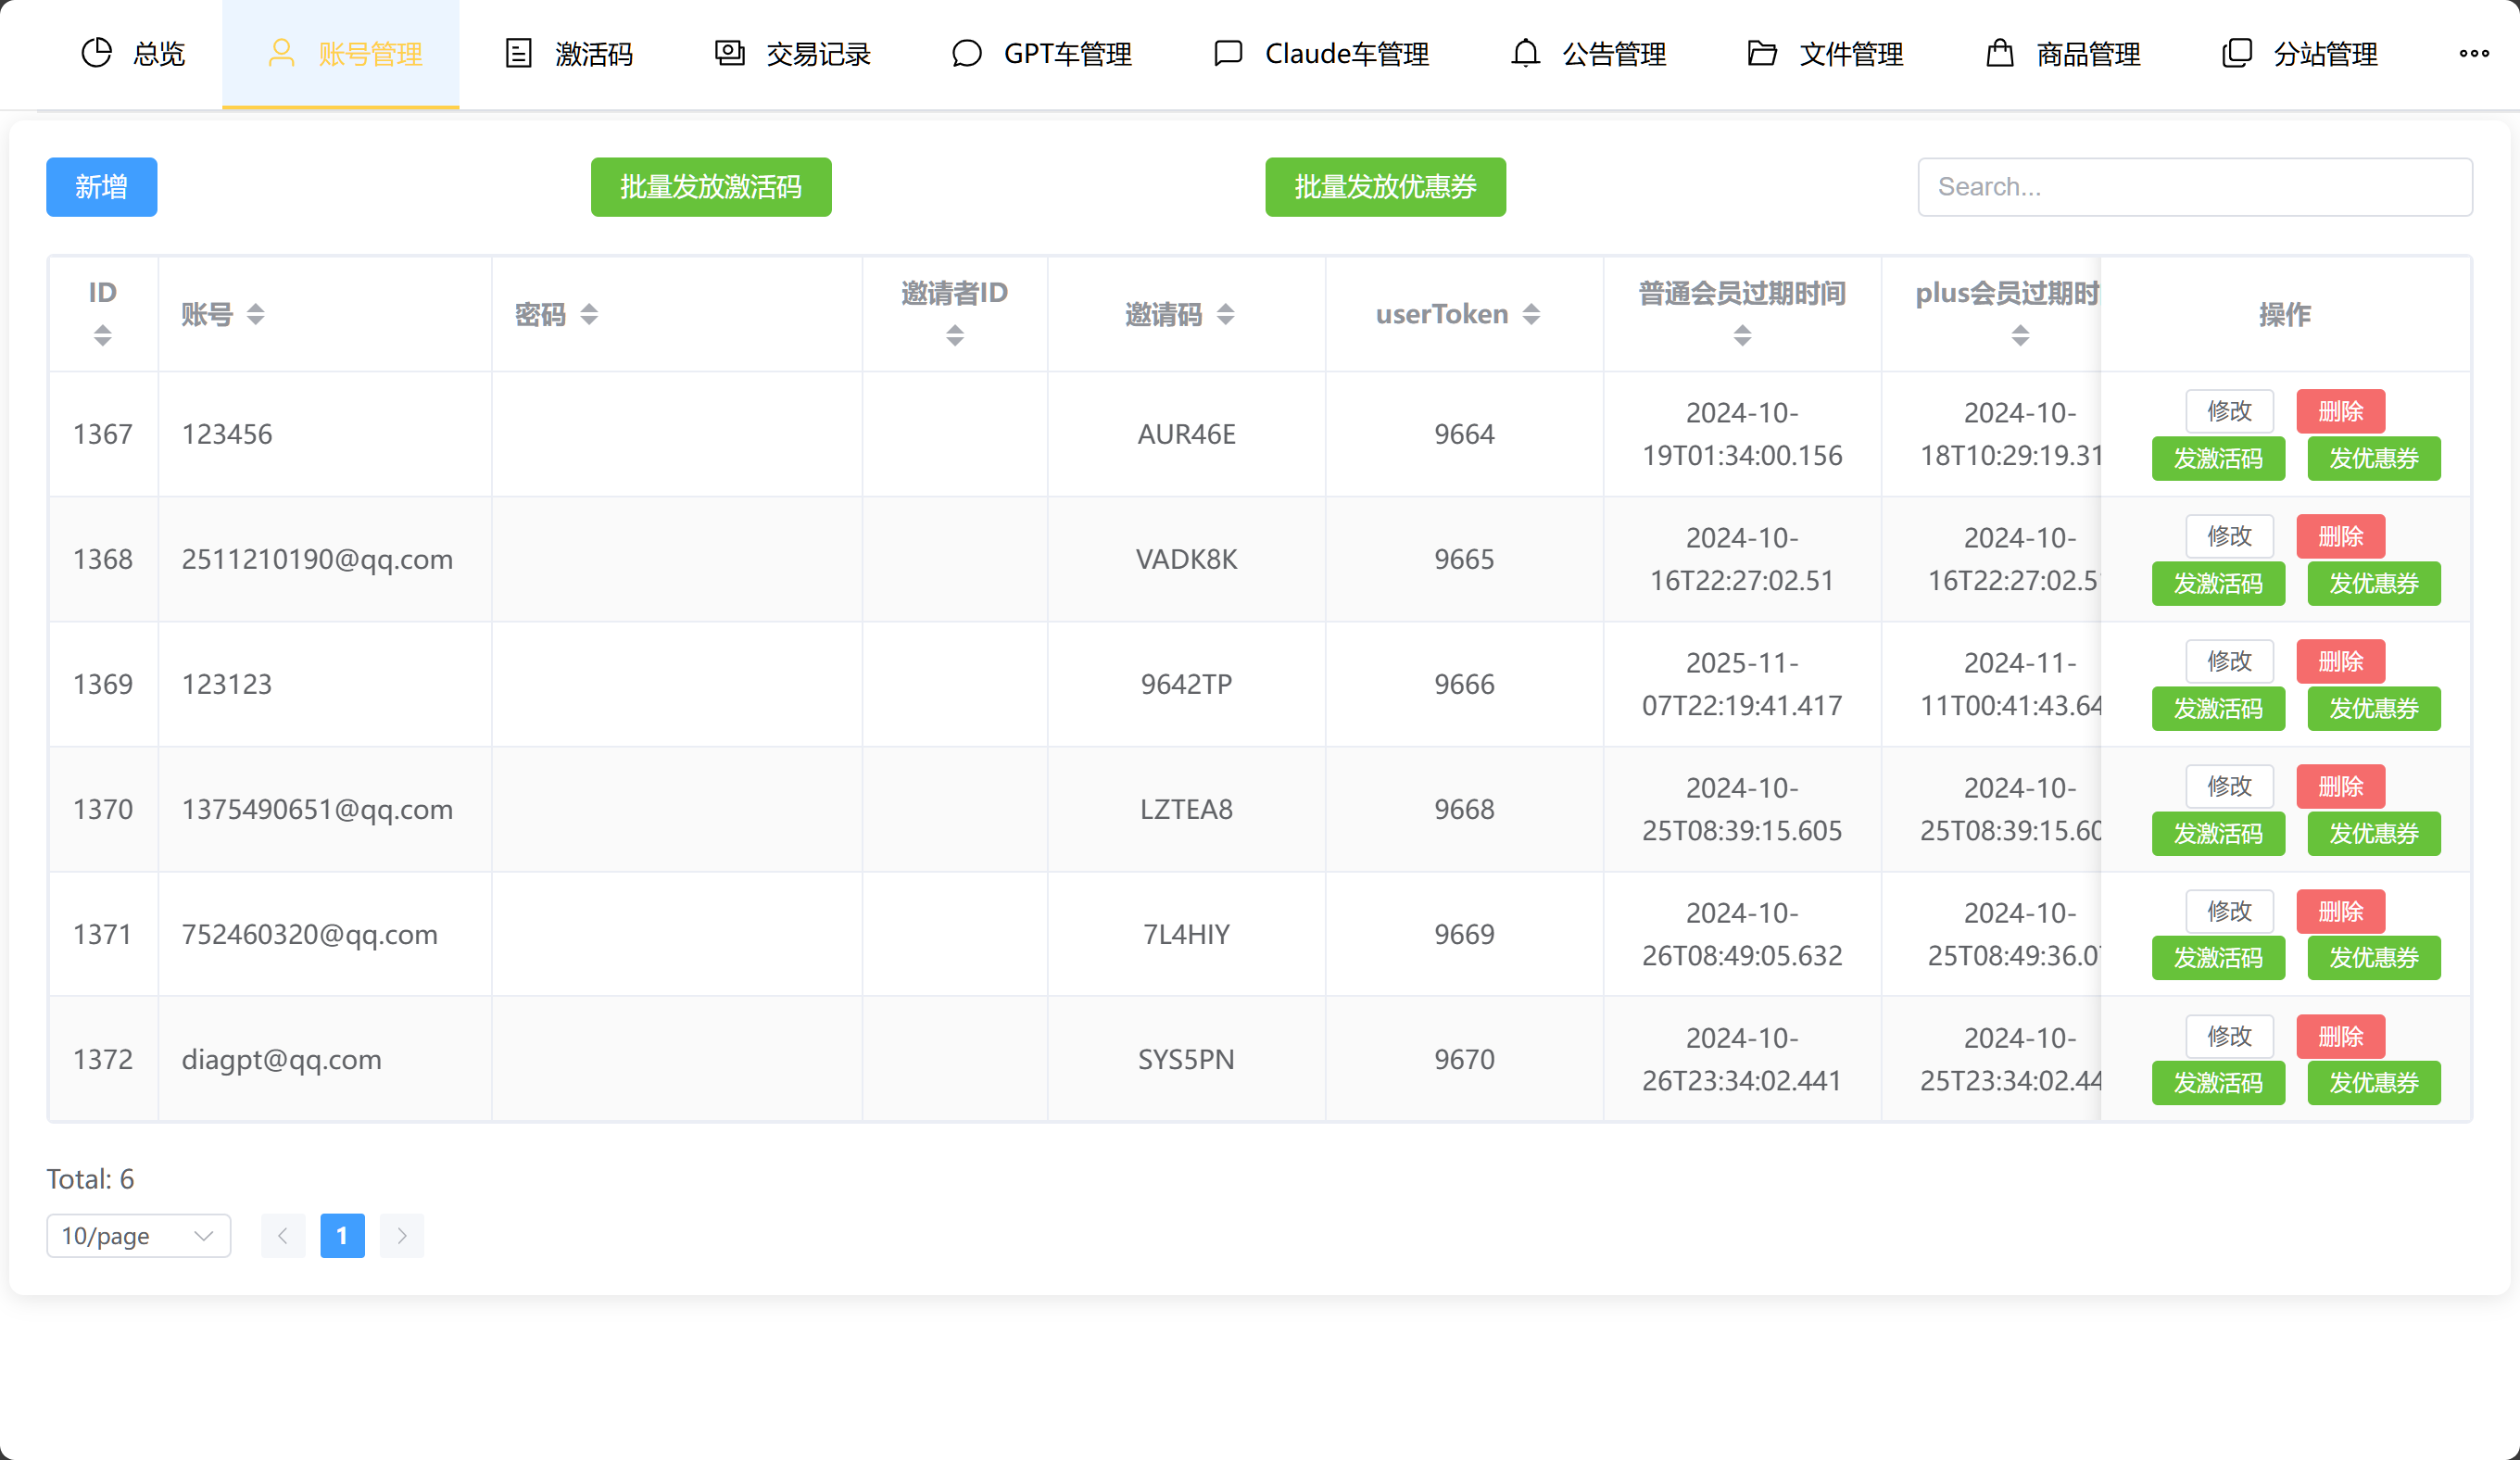 总览 账号管理 激活码 交易记录 GPT车管理 Claude车管理 公告管理 文件管理 商品管理 分站管理
新增 批量发放激活码 批量发放优惠券 Search...
ID 账号 密码 邀请者ID 邀请码 userToken 普通会员过期时间 plus会员过期时 操作
1367 123456 AUR46E 9664 2024-10- 2024-10- 修改 删除
19T01:34:00.156 18T10:29:19.31 发激活码 发优惠券
1368 2511210190@qq.com VADK8K 9665 2024-10- 2024-10- 修改 删除
16T22:27:02.51 16T22:27:02.51 发激活码 发优惠券
1369 123123 9642TP 9666 2025-11- 2024-11- 修改 删除
07T22:19:41.417 11T00:41:43.64 发激活码 发优惠券
1370 1375490651@qq.com LZTEA8 9668 2024-10- 2024-10- 修改 删除
25T08:39:15.605 25T08:39:15.60 发激活码 发优惠券
1371 752460320@qq.com 7L4HIY 9669 2024-10- 2024-10- 修改 删除
26T08:49:05.632 25T08:49:36.07 发激活码 发优惠券
1372 diagpt@qq.com SYS5PN 9670 2024-10- 2024-10- 修改 删除
26T23:34:02.441 25T23:34:02.44 发激活码 发优惠券
Total: 6
10/page 1